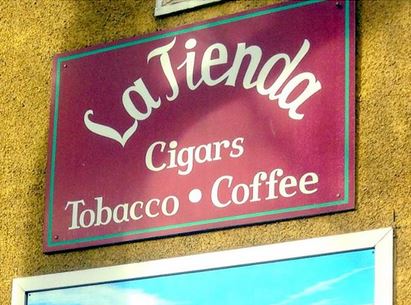 La Tienda
Cigars
Tobacco • Coffee